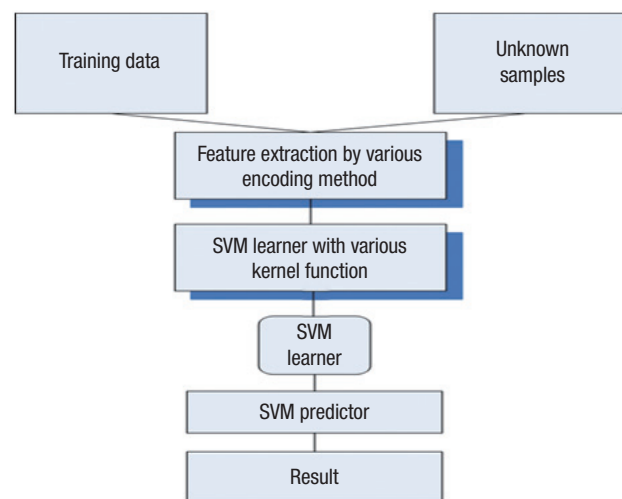 Training data
Unknown
samples
Feature extraction by various
encoding method
SVM learner with various
kernel function
SVM
learner
SVM predictor
Result